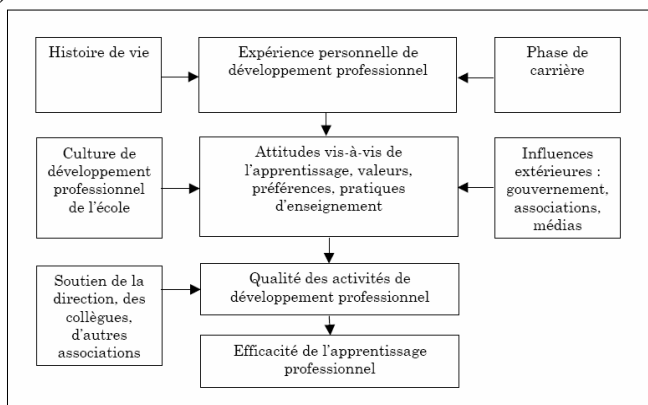 Histoire de vie
Expérience personnelle de
développement professionnel
Phase de
carrière
Culture de
développement
professionnel
de l'école
Attitudes vis-à-vis de
l'apprentissage, valeurs,
préférences, pratiques
d'enseignement
Influences
extérieures :
gouvernement,
associations,
médias
Soutien de la
direction, des
collègues,
d'autres
associations
Qualité des activités de
développement professionnel
Efficacité de l'apprentissage
professionnel